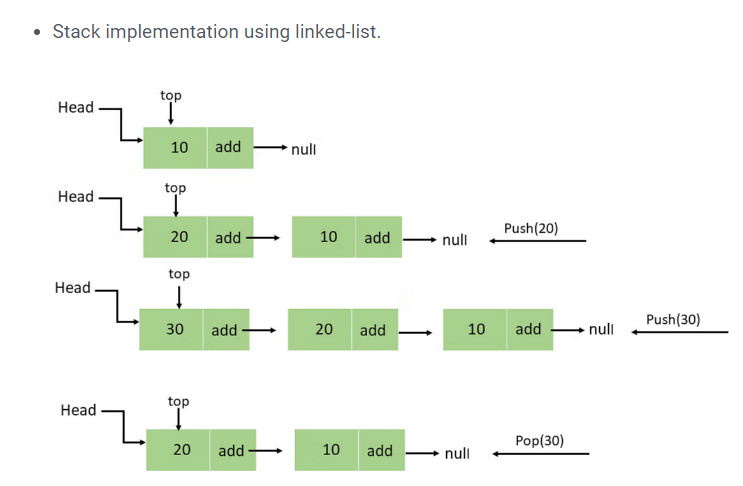 Stack implementation using linked-list.
top
Head
10 add null
top
Head
20 add 10 add null Push(20)
top
Head
30 add 20 add 10 add null Push(30)
top
Head
20 add 10 add null Pop(30)